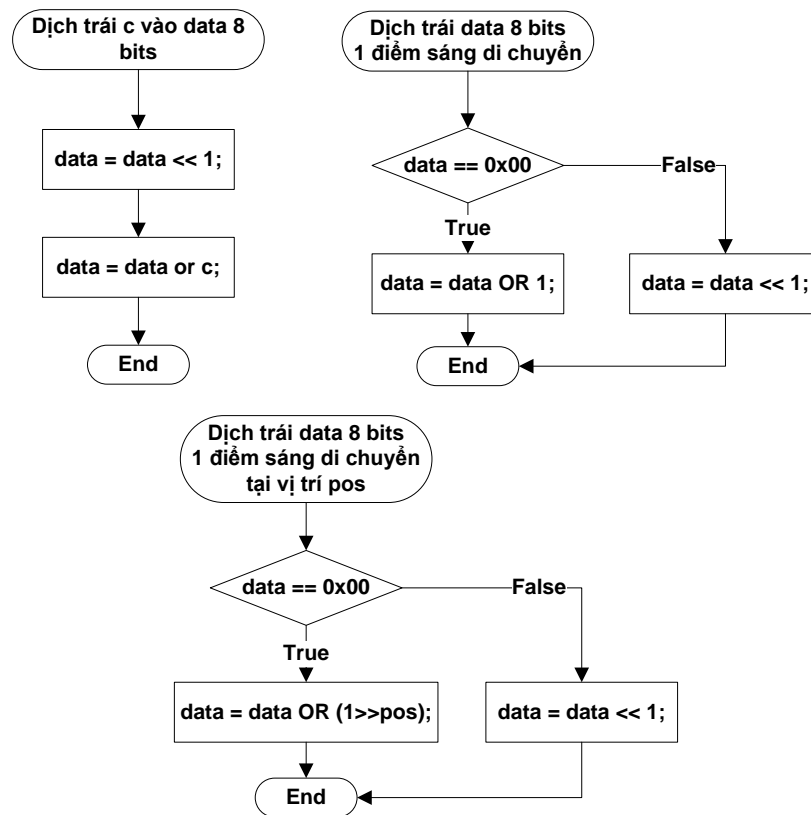 Dịch trái c vào data 8
bits
data = data << 1;
data = data or c;
End
Dịch trái data 8 bits
1 điểm sáng di chuyển
data == 0x00
False
True
data = data OR 1;
data = data << 1;
End
Dịch trái data 8 bits
1 điểm sáng di chuyển
tại vị trí pos
data == 0x00
False
True
data = data OR (1>>pos);
data = data << 1;
End